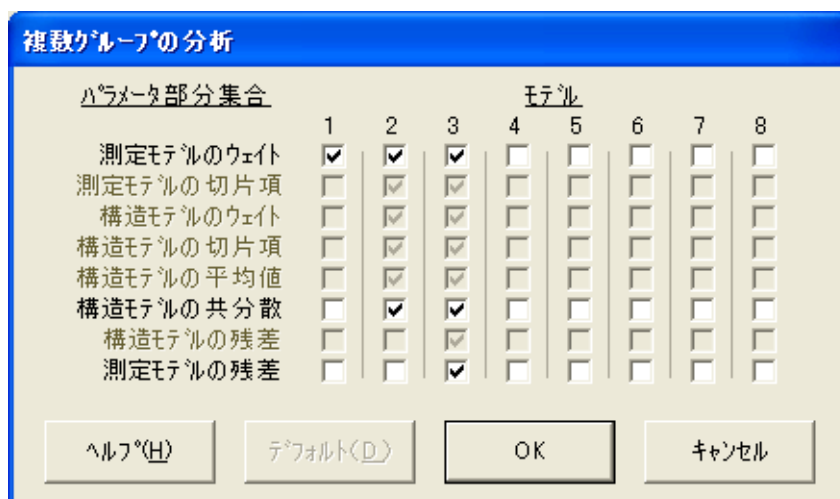 複数ｸﾞﾙｰﾌﾟの分析
ﾊﾟﾗﾒｰﾀ部分集合 ﾓﾃﾞﾙ
1 2 3 4 5 6 7 8
測定ﾓﾃﾞﾙのｳｪｲﾄ
測定ﾓﾃﾞﾙの切片項
構造ﾓﾃﾞﾙのｳｪｲﾄ
構造ﾓﾃﾞﾙの切片項
構造ﾓﾃﾞﾙの平均値
構造ﾓﾃﾞﾙの共分散
構造ﾓﾃﾞﾙの残差
測定ﾓﾃﾞﾙの残差
ﾍﾙﾌﾟ(H) ﾃﾞﾌｫﾙﾄ(D) OK ｷｬﾝｾﾙ